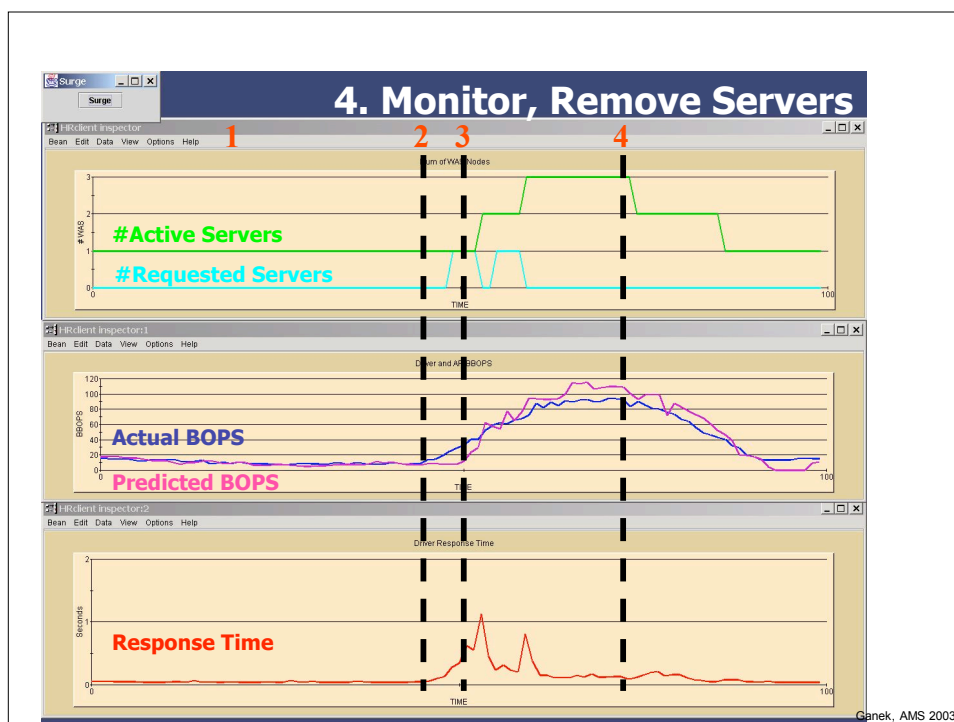 Surge
Surge
4. Monitor, Remove Servers
HRclient inspector
1 2 3 4
Bean Edit Data View Options Help
Num of WAS Nodes
3
2
1
0
# WAS
#Active Servers
#Requested Servers
0
TIME
100
HRclient inspector:1
Bean Edit Data View Options Help
Driver and BBOPS
120
100
80
60
40
20
0
BBOPS
Actual BOPS
Predicted BOPS
0
TIME
100
HRclient inspector:2
Bean Edit Data View Options Help
Driver Response Time
2
1
0
Seconds
Response Time
0
TIME
100
Ganek, AMS 2003